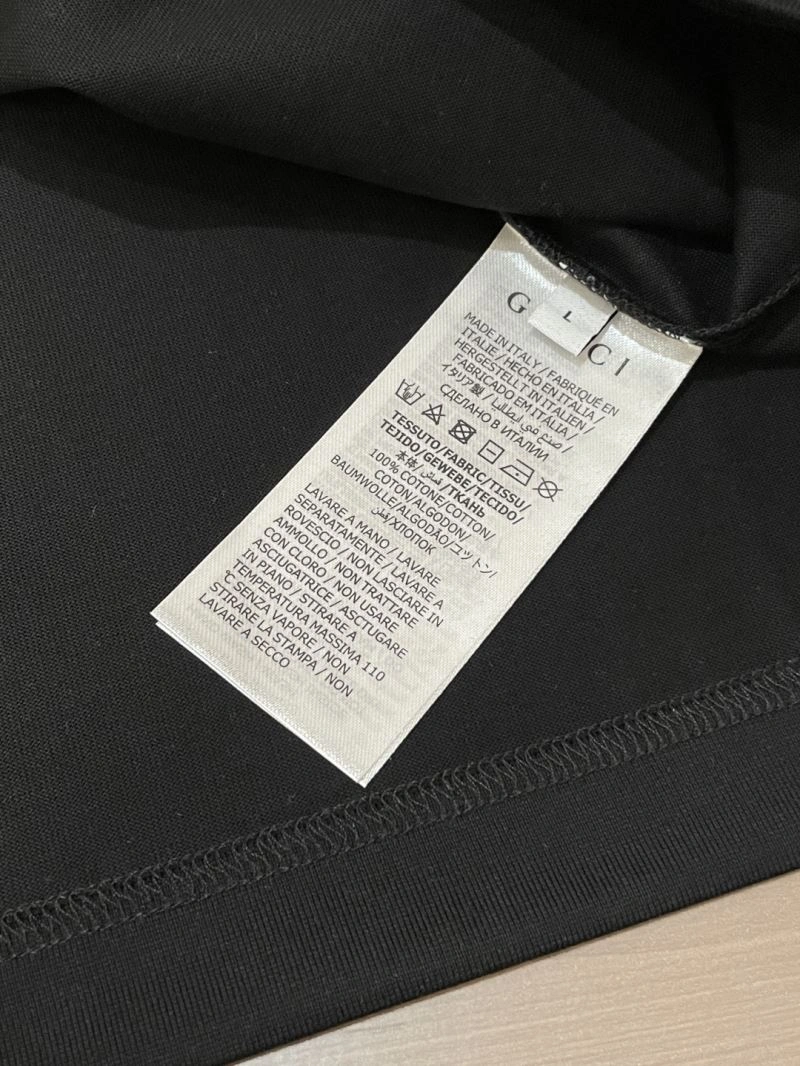 G CI
L
MADE IN ITALY / FABRIQUÉ EN
ITALIE / HECHO EN ITALIA /
HERGESTELLT IN ITALIEN /
FABRICADO EM ITÁLIA /
イタリア製 / صنع في إيطاليا /
СДЕЛАНО В ИТАЛИИ
TESSUTO/FABRIC/TISSU/
TEJIDO/GEWEBE/TECIDO/
本体/قماش/ТКАНЬ
100% COTONE/COTTON/
COTON/ALGODON/
BAUMWOLLE/ALGODÃO/コットン/
قطن/ХЛОПОК
LAVARE A MANO / LAVARE
SEPARATAMENTE / LAVARE A
ROVESCIO / NON LASCIARE IN
AMMOLLO / NON TRATTARE
CON CLORO / NON USARE
ASCIUGATRICE / ASCTUGARE
IN PIANO / STIRARE A
TEMPERATURA MASSIMA 110
℃ SENZA VAPORE / NON
STIRARE LA STAMPA / NON
LAVARE A SECCO